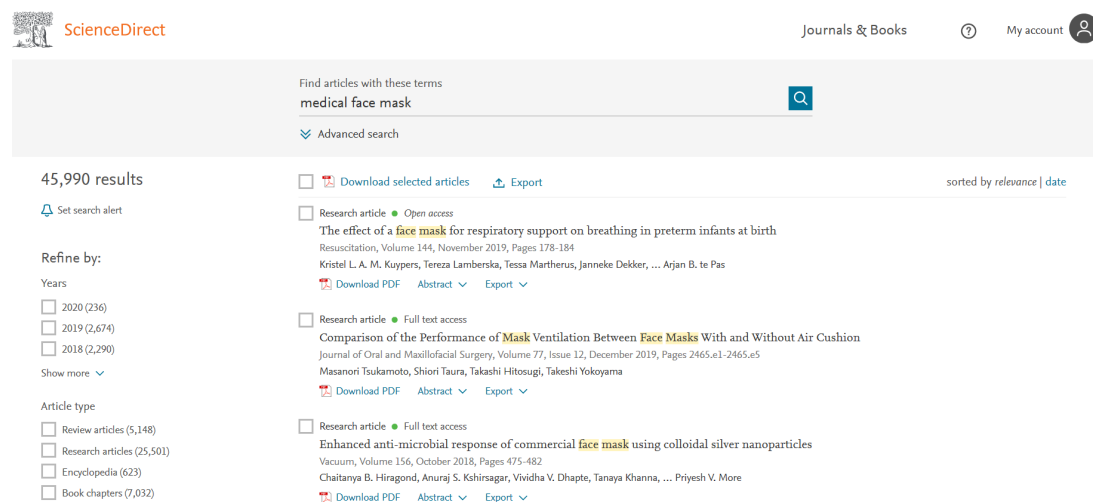 ScienceDirect
Journals & Books
?
My account
Find articles with these terms
medical face mask
Advanced search
45,990 results
Set search alert
Download selected articles
Export
sorted by relevance | date
Refine by:
Years
2020 (236)
2019 (2,674)
2018 (2,290)
Show more
Article type
Review articles (5,148)
Research articles (25,501)
Encyclopedia (623)
Book chapters (7,032)
Research article ● Open access
The effect of a face mask for respiratory support on breathing in preterm infants at birth
Resuscitation, Volume 144, November 2019, Pages 178-184
Kristel L. A. M. Kuypers, Tereza Lamberska, Tessa Martherus, Janneke Dekker, ... Arjan B. te Pas
Download PDF Abstract Export
Research article ● Full text access
Comparison of the Performance of Mask Ventilation Between Face Masks With and Without Air Cushion
Journal of Oral and Maxillofacial Surgery, Volume 77, Issue 12, December 2019, Pages 2465.e1-2465.e5
Masanori Tsukamoto, Shiori Taura, Takashi Hitosugi, Takeshi Yokoyama
Download PDF Abstract Export
Research article ● Full text access
Enhanced anti-microbial response of commercial face mask using colloidal silver nanoparticles
Vacuum, Volume 156, October 2018, Pages 475-482
Chaitanya B. Hiragond, Anuraj S. Kshirsagar, Vividha V. Dhapte, Tanaya Khanna, ... Priyesh V. More
Download PDF Abstract Export